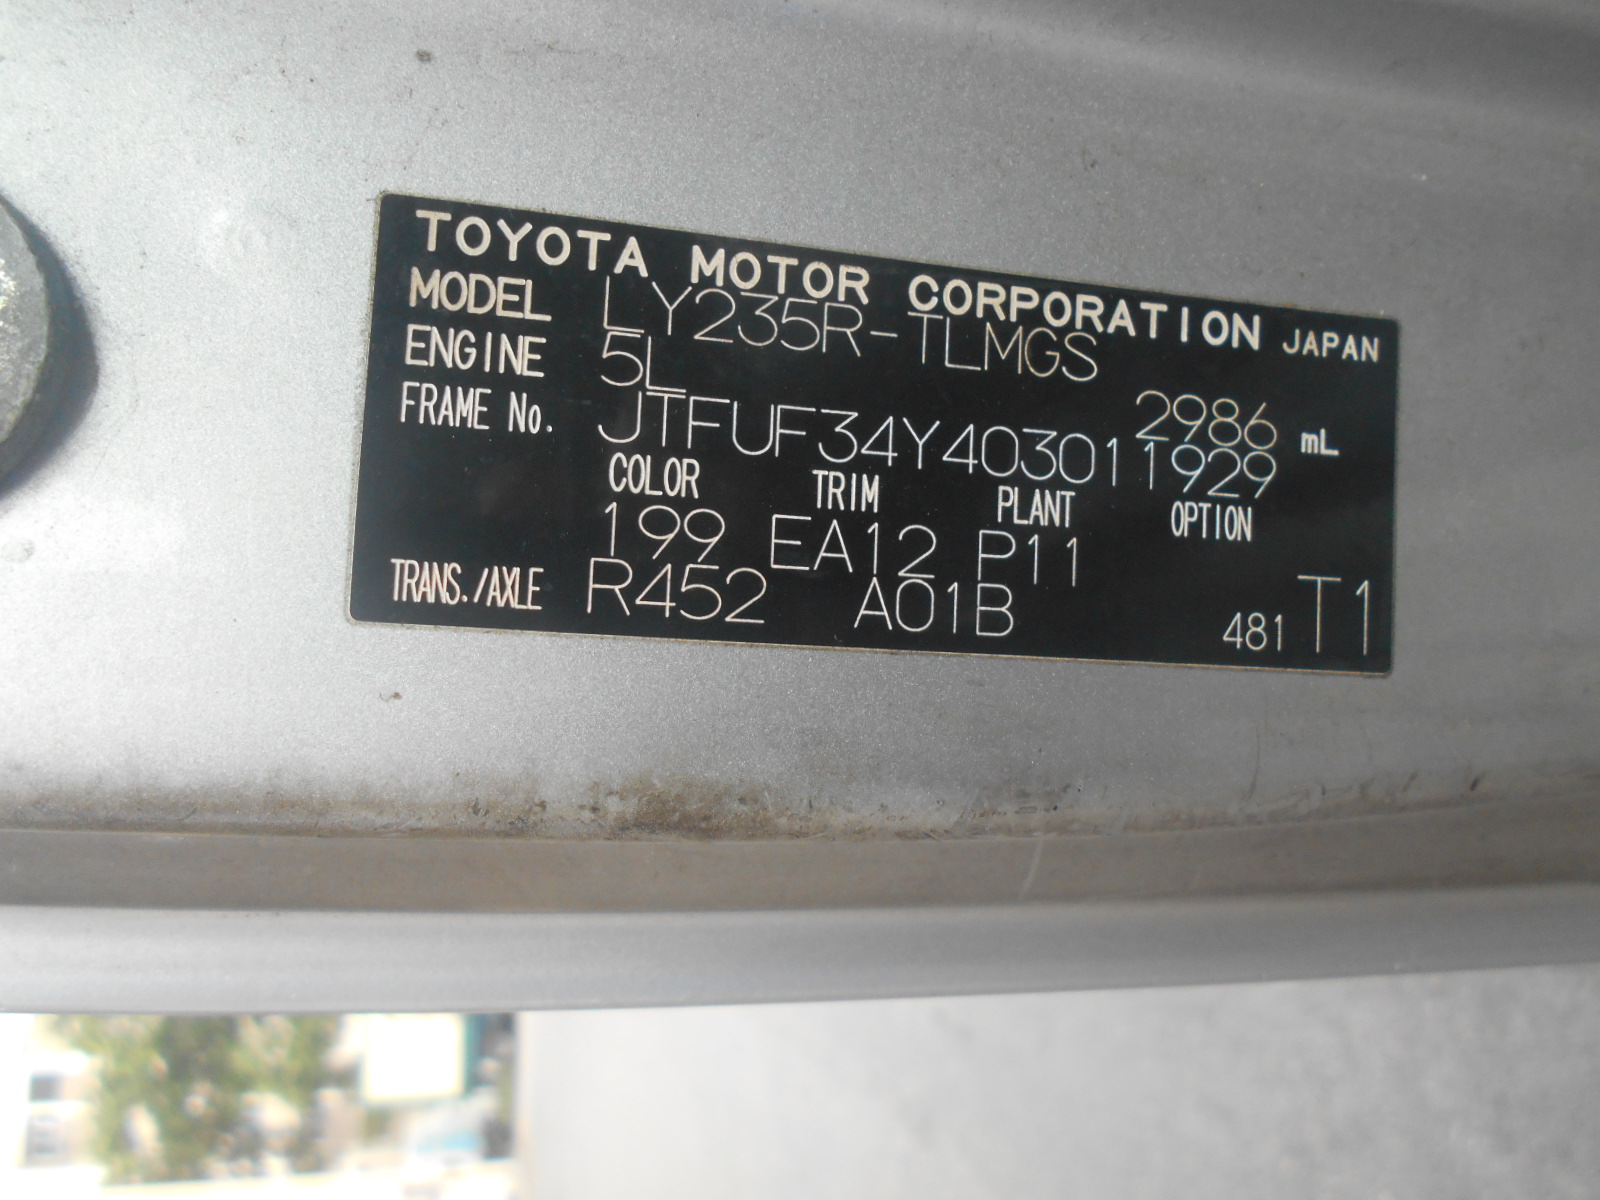 TOYOTA MOTOR CORPORATION JAPAN
MODEL LY235R-TLMGS
ENGINE 5L 2986 mL
FRAME No. JTFUF34Y403011929
COLOR TRIM PLANT OPTION
199 EA12 P11
TRANS./AXLE R452 A01B 481 T1